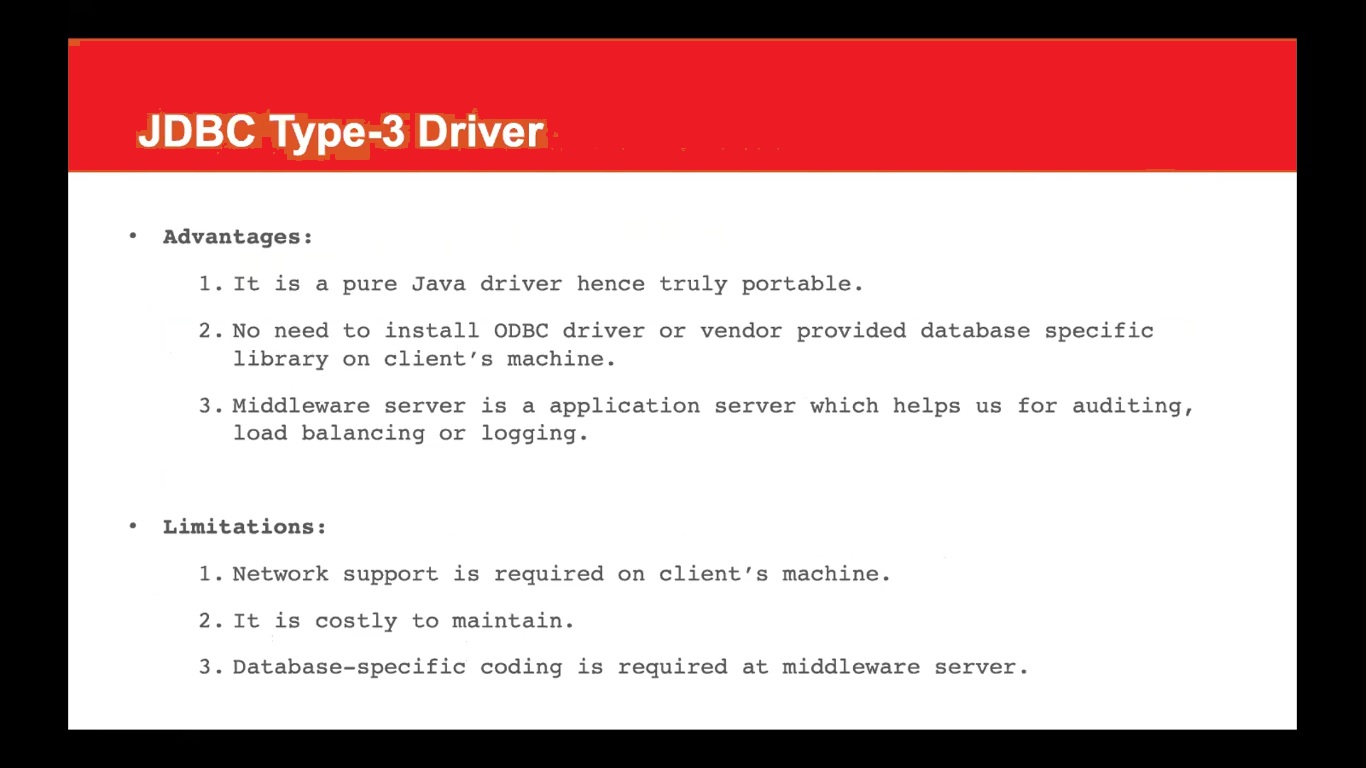 JDBC Type-3 Driver
• Advantages:
1. It is a pure Java driver hence truly portable.
2. No need to install ODBC driver or vendor provided database specific
library on client’s machine.
3. Middleware server is a application server which helps us for auditing,
load balancing or logging.
• Limitations:
1. Network support is required on client’s machine.
2. It is costly to maintain.
3. Database-specific coding is required at middleware server.